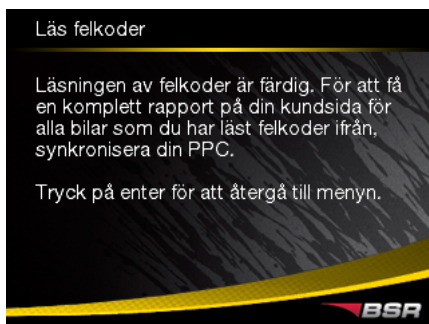 Läs felkoder
Läsningen av felkoder är färdig. För att få
en komplett rapport på din kundsida för
alla bilar som du har läst felkoder ifrån,
synkronisera din PPC.
Tryck på enter för att återgå till menyn.
BSR